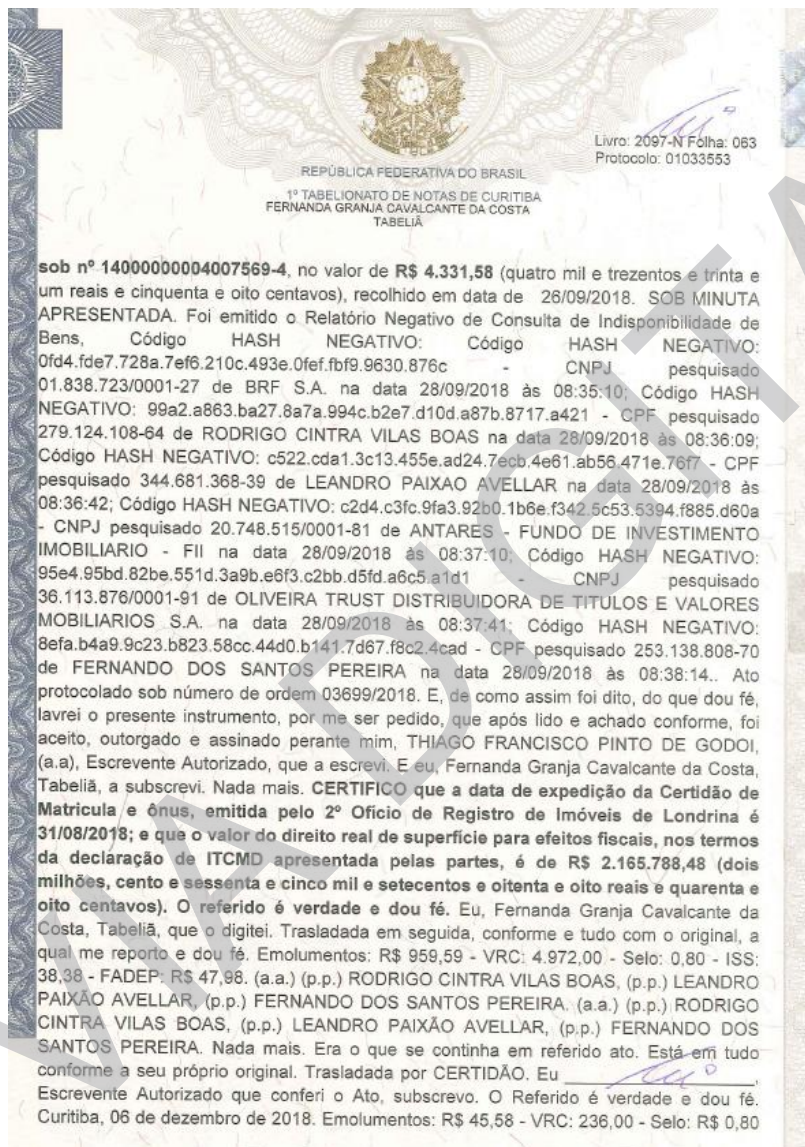 Livro: 2097-N Folha: 063
Protocolo: 01033553
REPÚBLICA FEDERATIVA DO BRASIL
1º TABELIONATO DE NOTAS DE CURITIBA
FERNANDA GRANJA CAVALCANTE DA COSTA
TABELIÃ
sob nº 14000000004007569-4, no valor de R$ 4.331,58 (quatro mil e trezentos e trinta e
um reais e cinquenta e oito centavos), recolhido em data de 26/09/2018. SOB MINUTA
APRESENTADA. Foi emitido o Relatório Negativo de Consulta de Indisponibilidade de
Bens, Código HASH NEGATIVO: Código HASH NEGATIVO:
0fd4.fde7.728a.7ef6.210c.493e.0fef.fbf9.9630.876c - CNPJ pesquisado
01.838.723/0001-27 de BRF S.A. na data 28/09/2018 às 08:35:10; Código HASH
NEGATIVO: 99a2.a863.ba27.8a7a.994c.b2e7.d10d.a87b.8717.a421 - CPF pesquisado
279.124.108-64 de RODRIGO CINTRA VILAS BOAS na data 28/09/2018 às 08:36:09;
Código HASH NEGATIVO: c522.cda1.3c13.455e.ad24.7ecb.4e61.ab56.471e.76f7 - CPF
pesquisado 344.681.368-39 de LEANDRO PAIXAO AVELLAR na data 28/09/2018 às
08:36:42; Código HASH NEGATIVO: c2d4.c3fc.9fa3.92b0.1b6e.f342.5c53.5394.f885.d60a
- CNPJ pesquisado 20.748.515/0001-81 de ANTARES - FUNDO DE INVESTIMENTO
IMOBILIARIO - FII na data 28/09/2018 às 08:37:10; Código HASH NEGATIVO:
95e4.95bd.82be.551d.3a9b.e6f3.c2bb.d5fd.a6c5.a1d1 - CNPJ pesquisado
36.113.876/0001-91 de OLIVEIRA TRUST DISTRIBUIDORA DE TITULOS E VALORES
MOBILIARIOS S.A. na data 28/09/2018 às 08:37:41; Código HASH NEGATIVO:
8efa.b4a9.9c23.b823.58cc.44d0.b141.7d67.f8c2.4cad - CPF pesquisado 253.138.808-70
de FERNANDO DOS SANTOS PEREIRA na data 28/09/2018 às 08:38:14.. Ato
protocolado sob número de ordem 03699/2018. E, de como assim foi dito, do que dou fé,
lavrei o presente instrumento, por me ser pedido, que após lido e achado conforme, foi
aceito, outorgado e assinado perante mim, THIAGO FRANCISCO PINTO DE GODOI,
(a.a), Escrevente Autorizado, que a escrevi. E eu, Fernanda Granja Cavalcante da Costa,
Tabeliã, a subscrevi. Nada mais. CERTIFICO que a data de expedição da Certidão de
Matricula e ônus, emitida pelo 2º Ofício de Registro de Imóveis de Londrina é
31/08/2018; e que o valor do direito real de superfície para efeitos fiscais, nos termos
da declaração de ITCMD apresentada pelas partes, é de R$ 2.165.788,48 (dois
milhões, cento e sessenta e cinco mil e setecentos e oitenta e oito reais e quarenta e
oito centavos). O referido é verdade e dou fé. Eu, Fernanda Granja Cavalcante da
Costa, Tabeliã, que o digitei. Trasladada em seguida, conforme e tudo com o original, a
qual me reporto e dou fé. Emolumentos: R$ 959,59 - VRC: 4.972,00 - Selo: 0,80 - ISS:
38,38 - FADEP: R$ 47,98. (a.a.) (p.p.) RODRIGO CINTRA VILAS BOAS, (p.p.) LEANDRO
PAIXÃO AVELLAR, (p.p.) FERNANDO DOS SANTOS PEREIRA. (a.a.) (p.p.) RODRIGO
CINTRA VILAS BOAS, (p.p.) LEANDRO PAIXÃO AVELLAR, (p.p.) FERNANDO DOS
SANTOS PEREIRA. Nada mais. Era o que se continha em referido ato. Está em tudo
conforme a seu próprio original. Trasladada por CERTIDÃO. Eu ____________,
Escrevente Autorizado que conferi o Ato, subscrevo. O Referido é verdade e dou fé.
Curitiba, 06 de dezembro de 2018. Emolumentos: R$ 45,58 - VRC: 236,00 - Selo: R$ 0,80
VIA DIGITA